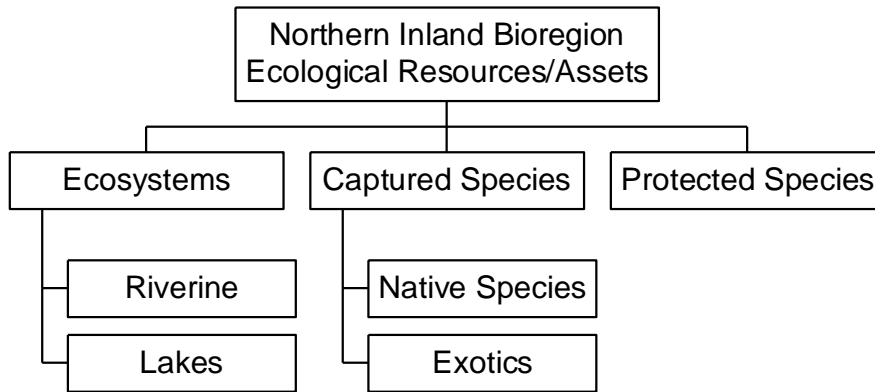 Northern Inland Bioregion
Ecological Resources/Assets
Ecosystems
Captured Species
Protected Species
Riverine
Native Species
Lakes
Exotics